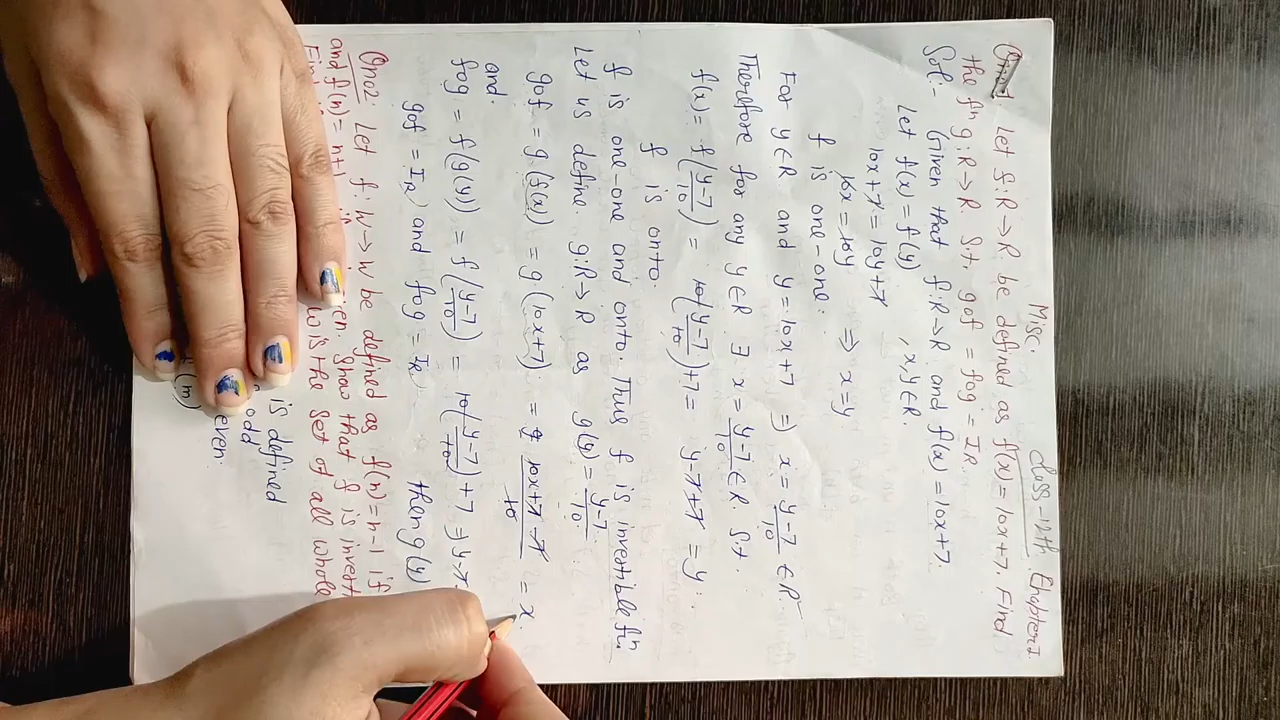 Misc. Class-12th Chapter 1
Qno1. Let f:R→R be defined as f(x)=10x+7. Find
the fn g:R→R. S.t. gof = fog = IR
Sol:- Given that f:R→R and f(x)=10x+7.
Let f(x)=f(y) , x,y∈R.
10x+7=10y+7
10x=10y ⇒ x=y
f is one-one.
For y∈R and y=10x+7 ⇒ x=y-7/10 ∈R
Therefore for any y∈R ∃ x=y-7/10 ∈R. S.t.
f(x)= f(y-7/10) = 10(y-7/10)+7= y-7+7 =y.
f is onto.
f is one-one and onto. Thus f is invertible fn
Let us define. g:R→R as g(y)=y-7/10
gof = g(f(x)) = g(10x+7) = 10x+7-7/10 = x.
and.
fog = f(g(y)) = f(y-7/10) = 10(y-7/10)+7 ⇒y-7
gof = IR and fog = IR then g(y)
Qno2. Let f:W→W be defined as f(n)=n-1 if
and f(n)=n+1 if en. Show that f is invert
W is the set of all whole
is defined
odd
even.
(m)